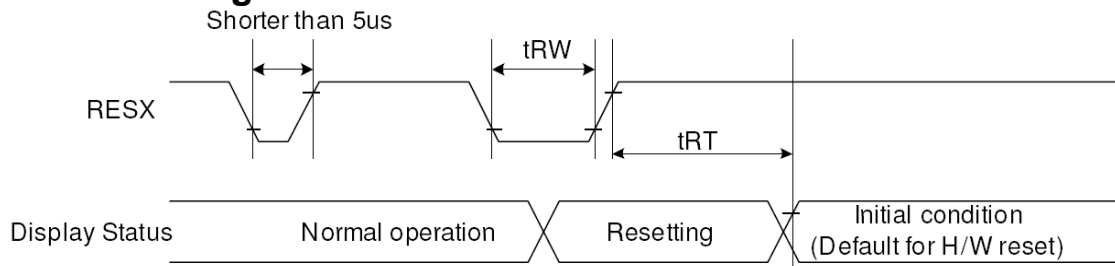 Shorter than 5us
tRW
RESX
tRT
Display Status
Normal operation
Resetting
Initial condition
(Default for H/W reset)